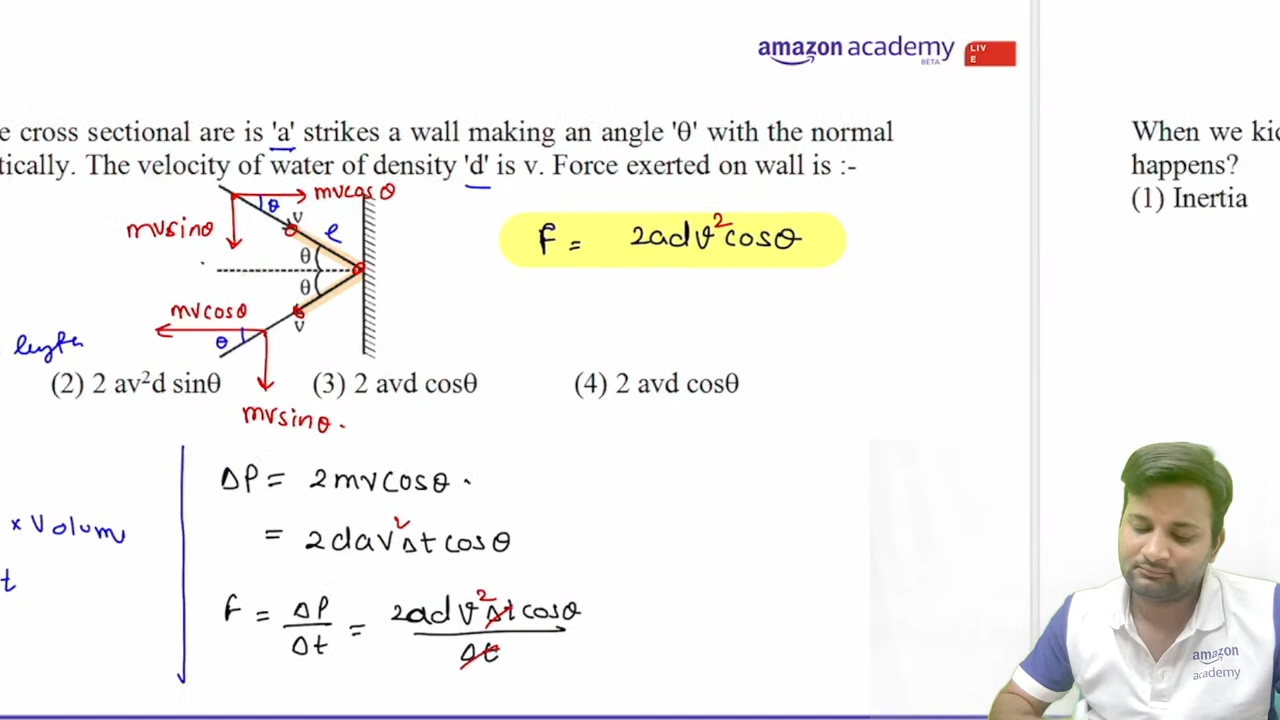 amazon academy
BETA
LIV
E
e cross sectional are is 'a' strikes a wall making an angle 'θ' with the normal
tically. The velocity of water of density 'd' is v. Force exerted on wall is :-
mvcosθ
θ
v
mvsinθ
l
F = 2adv²cosθ
θ
θ
mvcosθ
v
θ
length
(2) 2 av²d sinθ
(3) 2 avd cosθ
(4) 2 avd cosθ
mvsinθ.
ΔP = 2mvcosθ.
= 2dav²Δt cosθ
x Volume
t
F = ΔP/Δt = 2adv²Δt cosθ/Δt
When we kic
happens?
(1) Inertia
amazon
academy